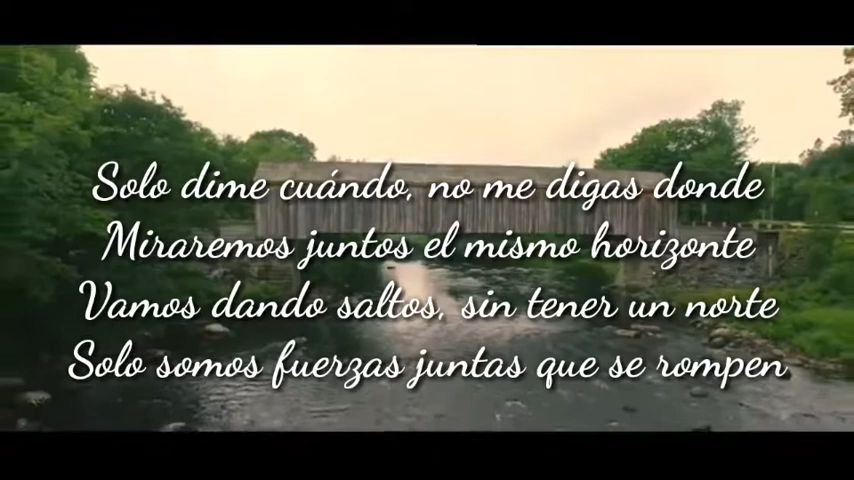 Solo dime cuándo, no me digas donde
Miraremos juntos el mismo horizonte
Vamos dando saltos, sin tener un norte
Solo somos fuerzas juntas que se rompen